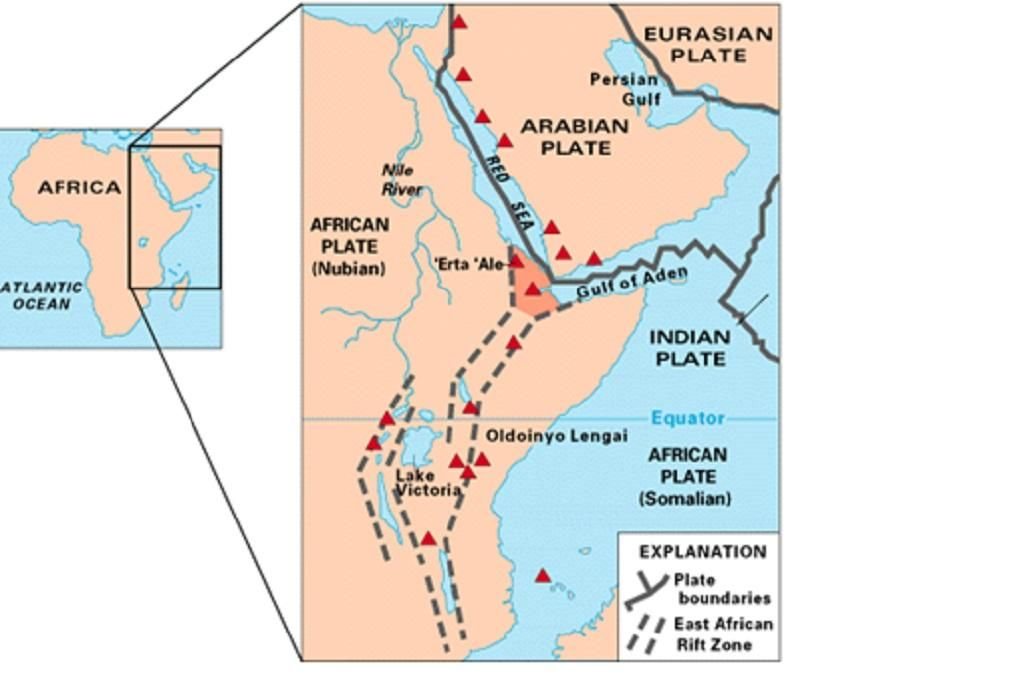 AFRICA
ATLANTIC
OCEAN
EURASIAN
PLATE
Persian
Gulf
ARABIAN
PLATE
RED
SEA
Nile
River
AFRICAN
PLATE
(Nubian)
'Erta 'Ale
Gulf of Aden
INDIAN
PLATE
Equator
Oldoinyo Lengai
AFRICAN
PLATE
(Somalian)
Lake
Victoria
EXPLANATION
Plate
boundaries
East African
Rift Zone